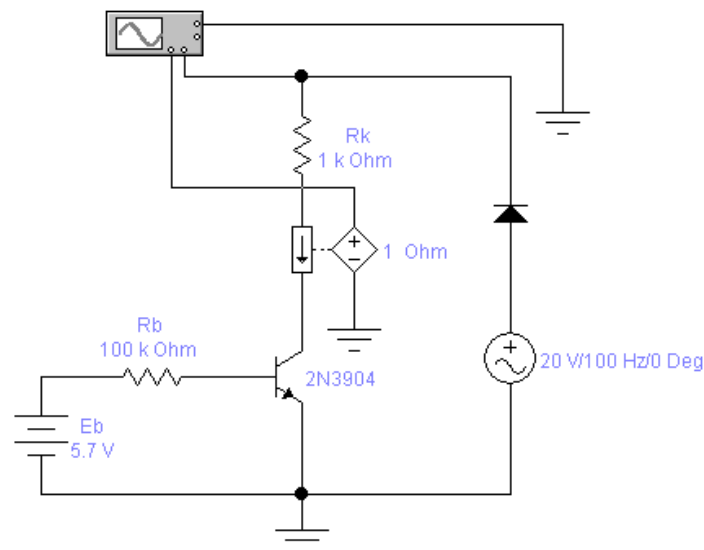 Rk
1 k Ohm
1 Ohm
Rb
100 k Ohm
2N3904
20 V/100 Hz/0 Deg
Eb
5.7 V